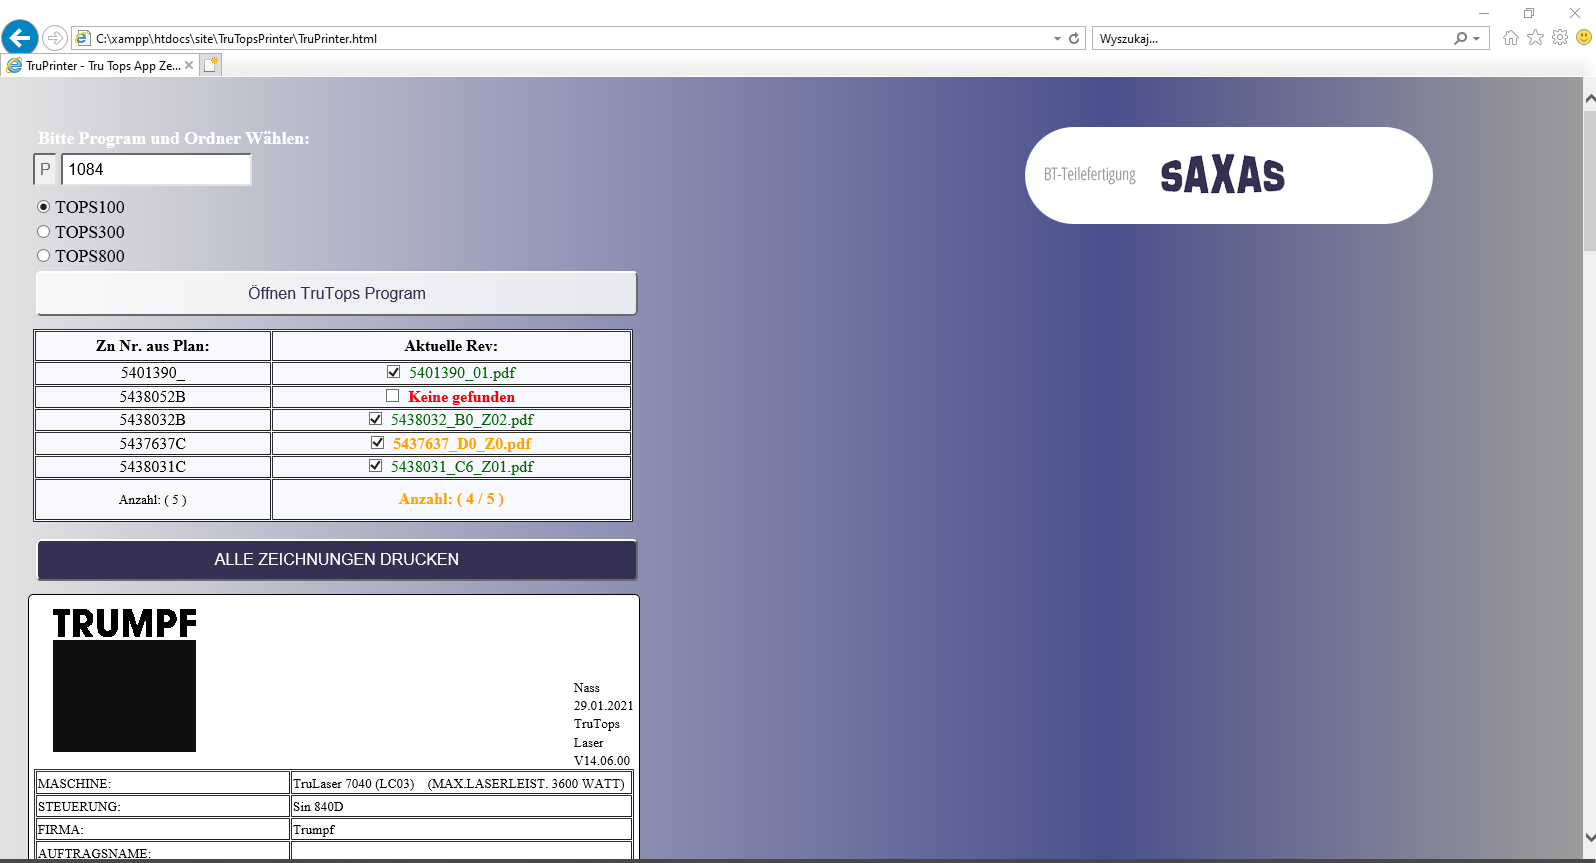 C:\xampp\htdocs\site\TruTopsPrinter\TruPrinter.html
Wyszukaj...
TruPrinter - Tru Tops App Ze...
Bitte Program und Ordner Wählen:
P 1084
BT-Teilefertigung SAXAS
TOPS100
TOPS300
TOPS800
Öffnen TruTops Program
Zn Nr. aus Plan: Aktuelle Rev:
5401390_ 5401390_01.pdf
5438052B Keine gefunden
5438032B 5438032_B0_Z02.pdf
5437637C 5437637_D0_Z0.pdf
5438031C 5438031_C6_Z01.pdf
Anzahl: ( 5 ) Anzahl: ( 4 / 5 )
ALLE ZEICHNUNGEN DRUCKEN
TRUMPF
Nass
29.01.2021
TruTops
Laser
V14.06.00
MASCHINE: TruLaser 7040 (LC03) (MAX.LASERLEIST. 3600 WATT)
STEUERUNG: Sin 840D
FIRMA: Trumpf
AUFTRAGSNAME: